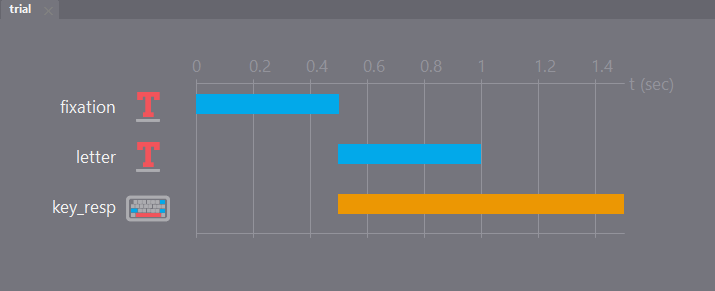 trial
0 0.2 0.4 0.6 0.8 1 1.2 1.4
t (sec)
fixation T
letter T
key_resp